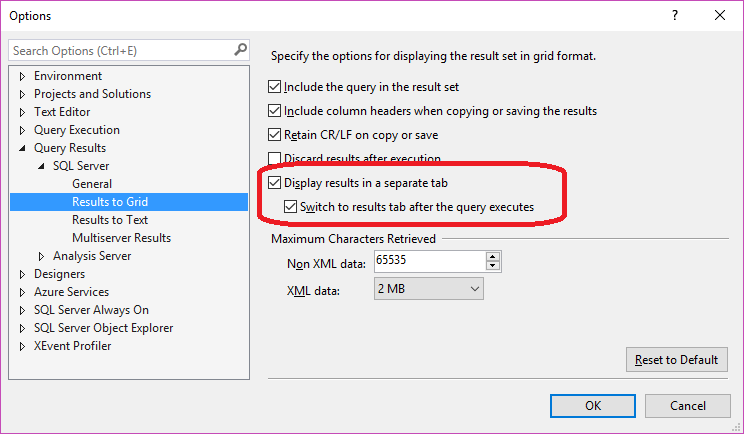 Options
?
Search Options (Ctrl+E)
Environment
Projects and Solutions
Text Editor
Query Execution
Query Results
SQL Server
General
Results to Grid
Results to Text
Multiserver Results
Analysis Server
Designers
Azure Services
SQL Server Always On
SQL Server Object Explorer
XEvent Profiler
Specify the options for displaying the result set in grid format.
Include the query in the result set
Include column headers when copying or saving the results
Retain CR/LF on copy or save
Discard results after execution
Display results in a separate tab
Switch to results tab after the query executes
Maximum Characters Retrieved
Non XML data: 65535
XML data: 2 MB
Reset to Default
OK Cancel